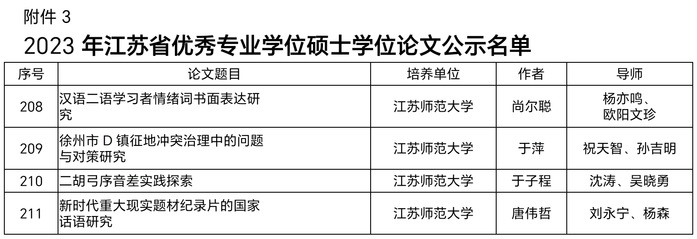 附件 3
2023 年江苏省优秀专业学位硕士学位论文公示名单
序号 论文题目 培养单位 作者 导师
208 汉语二语学习者情绪词书面表达研究 江苏师范大学 尚尔聪 杨亦鸣、欧阳文珍
209 徐州市 D 镇征地冲突治理中的问题与对策研究 江苏师范大学 于萍 祝天智、孙吉明
210 二胡弓序音差实践探索 江苏师范大学 于子程 沈涛、吴晓勇
211 新时代重大现实题材纪录片的国家话语研究 江苏师范大学 唐伟哲 刘永宁、杨森